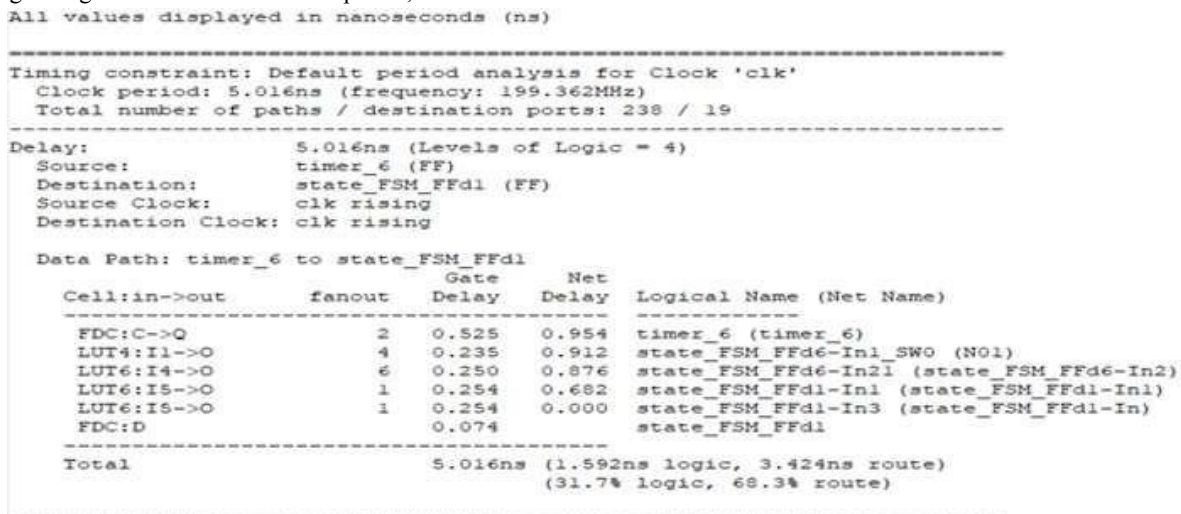 All values displayed in nanoseconds (ns)
================================================================================
Timing constraint: Default period analysis for Clock 'clk'
Clock period: 5.016ns (frequency: 199.362MHz)
Total number of paths / destination ports: 238 / 19
--------------------------------------------------------------------------------
Delay: 5.016ns (Levels of Logic = 4)
Source: timer_6 (FF)
Destination: state_FSM_FFd1 (FF)
Source Clock: clk rising
Destination Clock: clk rising
Data Path: timer_6 to state_FSM_FFd1
Gate Net
Cell:in->out fanout Delay Delay Logical Name (Net Name)
---------------------------------------- ------------
FDC:C->Q 2 0.525 0.954 timer_6 (timer_6)
LUT4:I1->O 4 0.235 0.912 state_FSM_FFd6-In1_SW0 (N01)
LUT6:I4->O 6 0.250 0.876 state_FSM_FFd6-In21 (state_FSM_FFd6-In2)
LUT6:I5->O 1 0.254 0.682 state_FSM_FFd1-In1 (state_FSM_FFd1-In1)
LUT6:I5->O 1 0.254 0.000 state_FSM_FFd1-In3 (state_FSM_FFd1-In)
FDC:D 0.074 state_FSM_FFd1
----------------------------------------
Total 5.016ns (1.592ns logic, 3.424ns route)
(31.7% logic, 68.3% route)